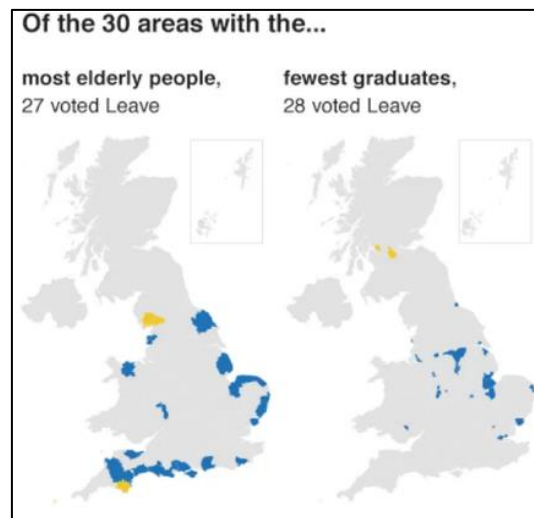 Of the 30 areas with the...
most elderly people,
27 voted Leave
fewest graduates,
28 voted Leave